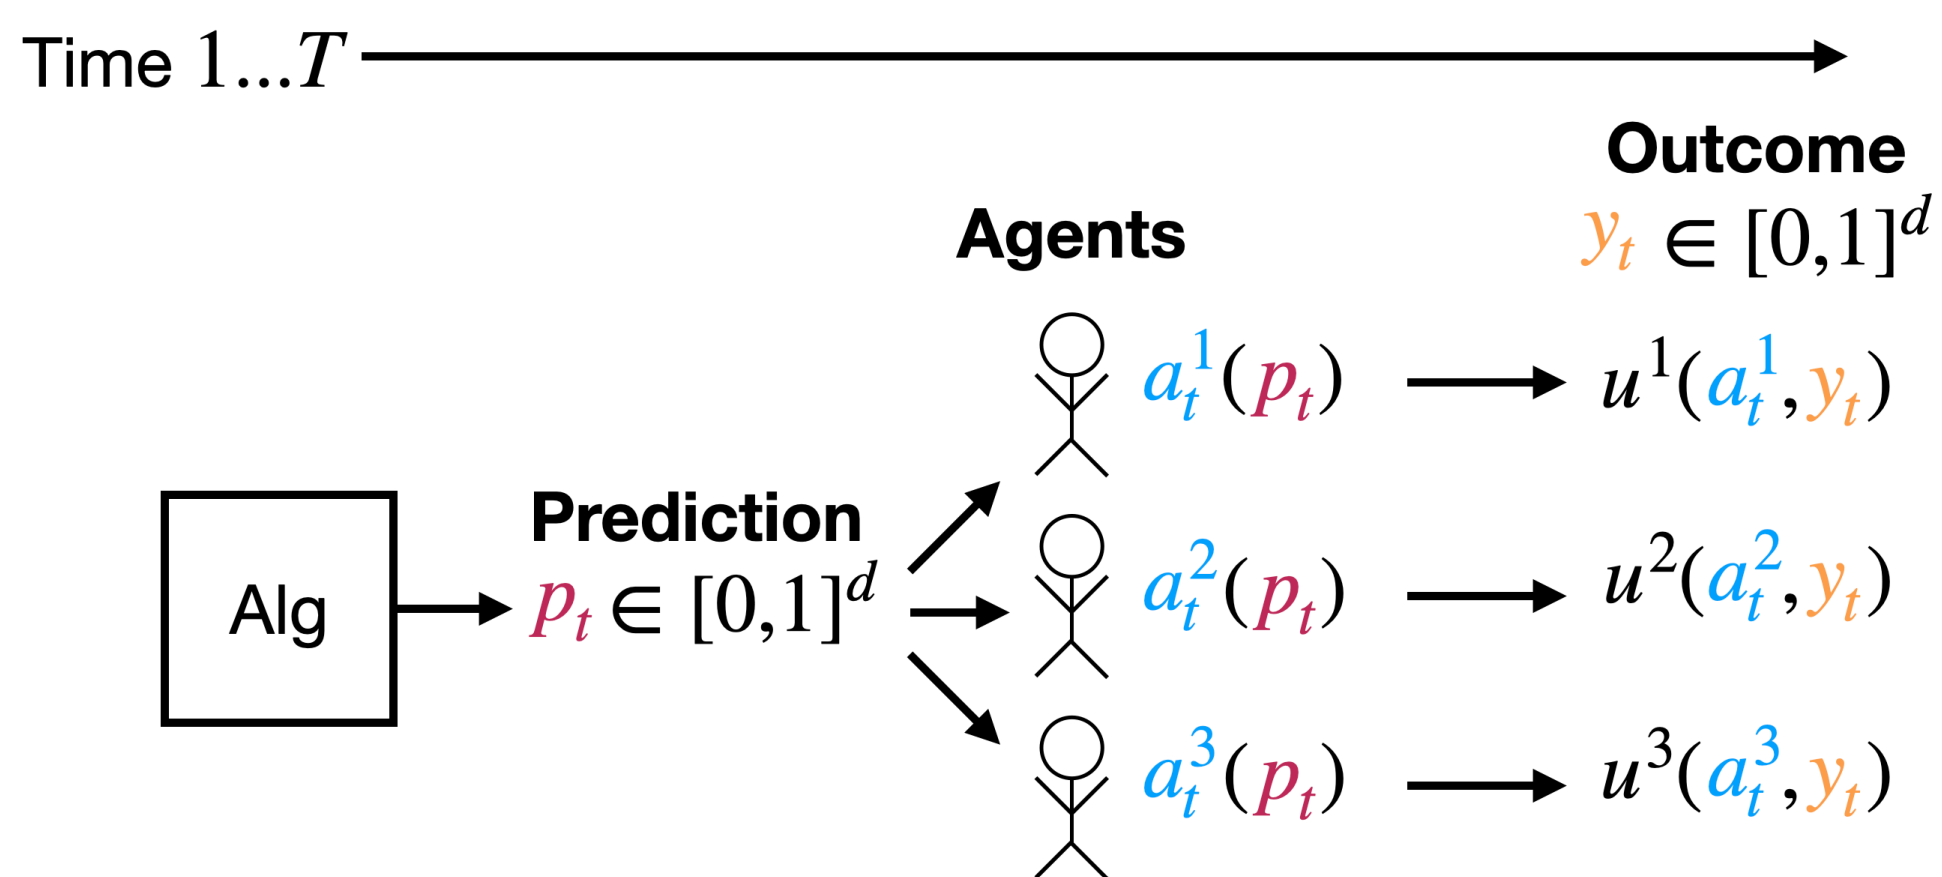 Time 1...T
Outcome
y_t ∈ [0,1]^d
Agents
a_t^1(p_t)
u^1(a_t^1,y_t)
Prediction
p_t ∈ [0,1]^d
Alg
a_t^2(p_t)
u^2(a_t^2,y_t)
a_t^3(p_t)
u^3(a_t^3,y_t)